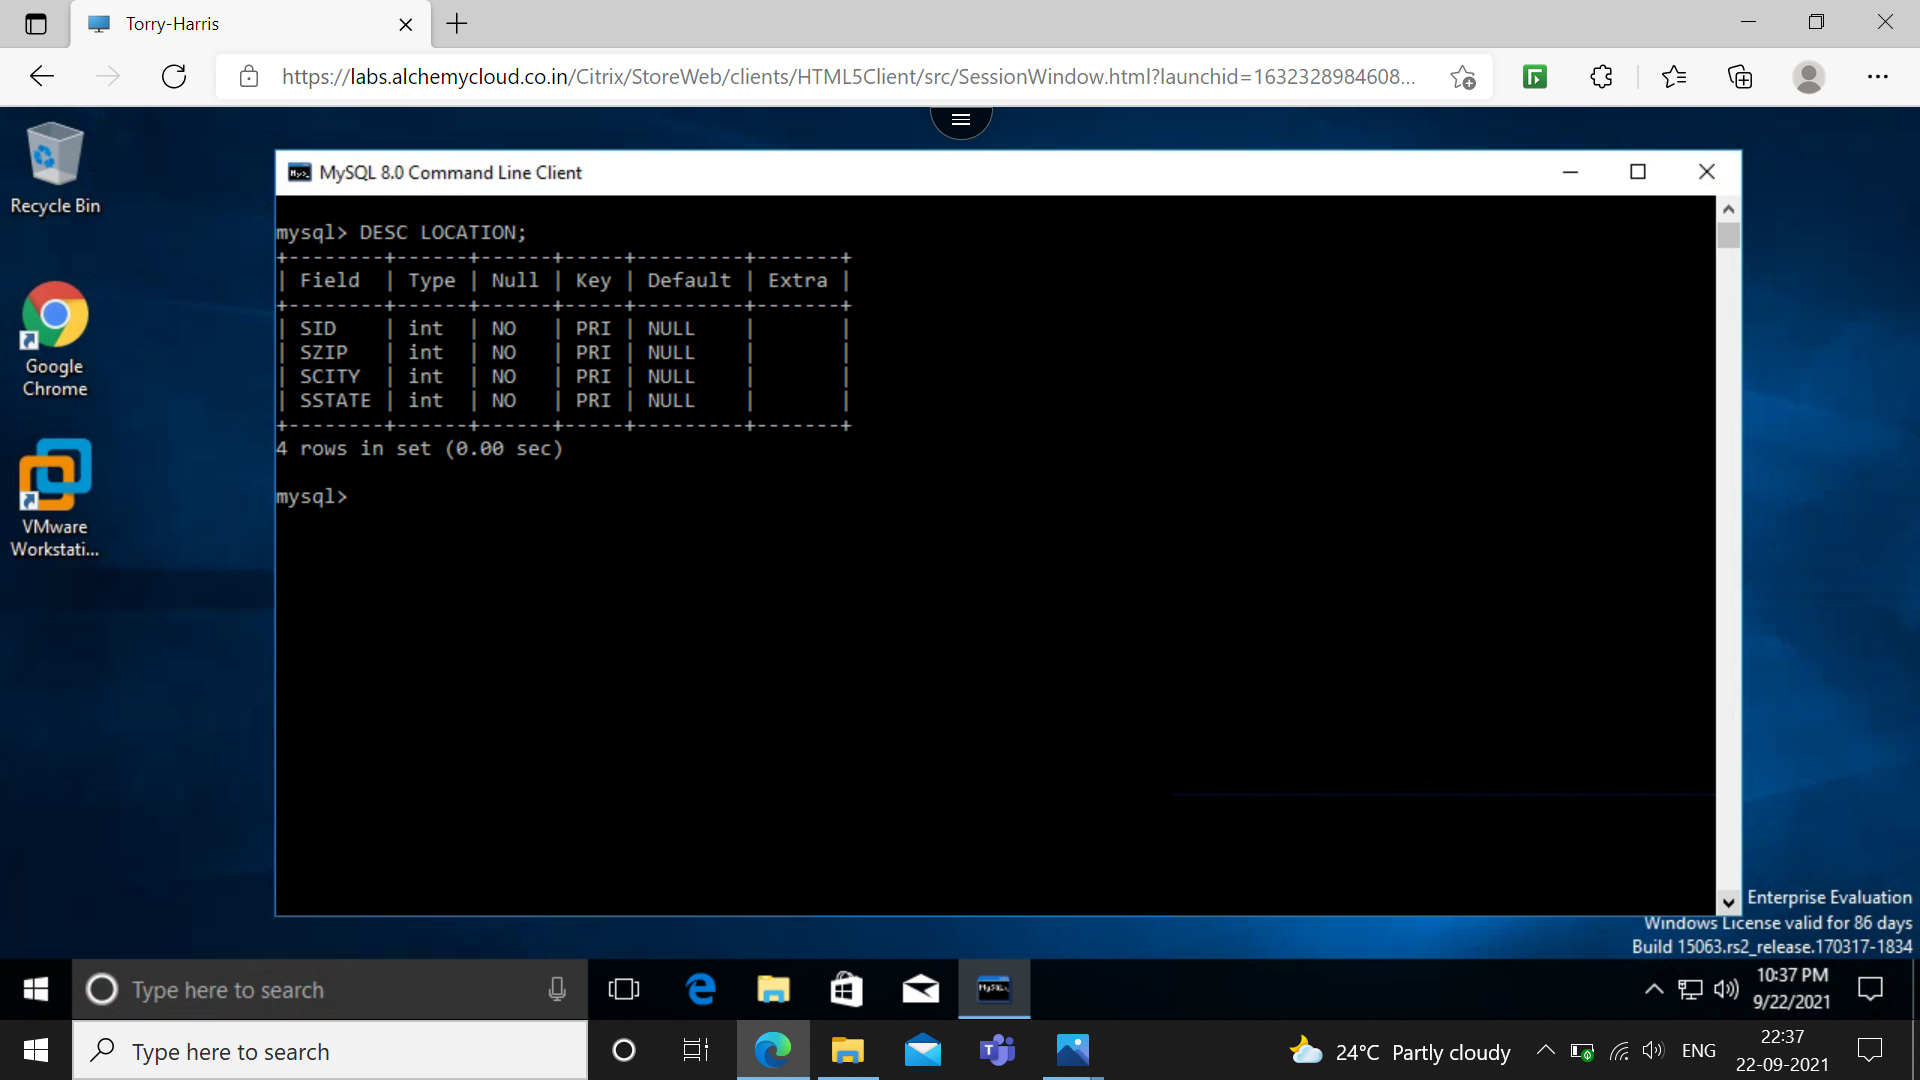 Torry-Harris
https://labs.alchemycloud.co.in/Citrix/StoreWeb/clients/HTML5Client/src/SessionWindow.html?launchid=1632328984608...
Recycle Bin
Google
Chrome
VMware
Workstati...
MySQL 8.0 Command Line Client
mysql> DESC LOCATION;
+--------+------+------+-----+---------+-------+
| Field  | Type | Null | Key | Default | Extra |
+--------+------+------+-----+---------+-------+
| SID    | int  | NO   | PRI | NULL    |       |
| SZIP   | int  | NO   | PRI | NULL    |       |
| SCITY  | int  | NO   | PRI | NULL    |       |
| SSTATE | int  | NO   | PRI | NULL    |       |
+--------+------+------+-----+---------+-------+
4 rows in set (0.00 sec)
mysql>
Enterprise Evaluation
Windows License valid for 86 days
Build 15063.rs2_release.170317-1834
Type here to search
10:37 PM
9/22/2021
Type here to search
24°C Partly cloudy
ENG
22:37
22-09-2021